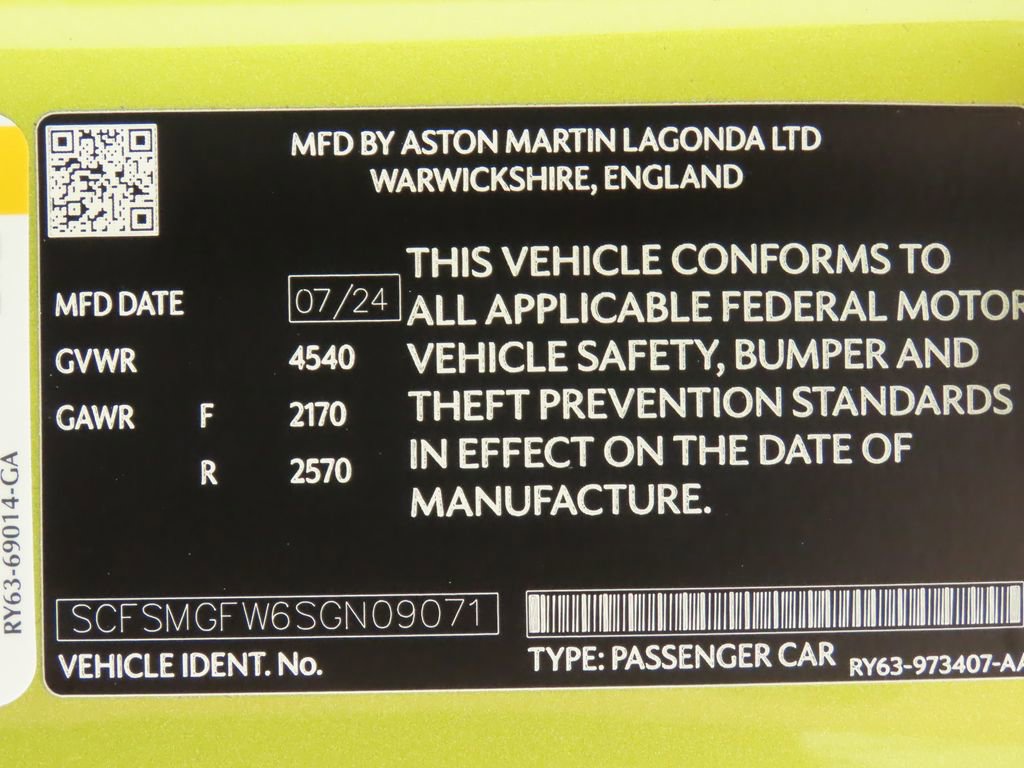 MFD BY ASTON MARTIN LAGONDA LTD
WARWICKSHIRE, ENGLAND
THIS VEHICLE CONFORMS TO
ALL APPLICABLE FEDERAL MOTOR
VEHICLE SAFETY, BUMPER AND
THEFT PREVENTION STANDARDS
IN EFFECT ON THE DATE OF
MANUFACTURE.
MFD DATE 07/24
GVWR 4540
GAWR F 2170
R 2570
SCFSMGFW6SGN09071
VEHICLE IDENT. No.
TYPE: PASSENGER CAR
RY63-973407-AA
RY63-69014-GA